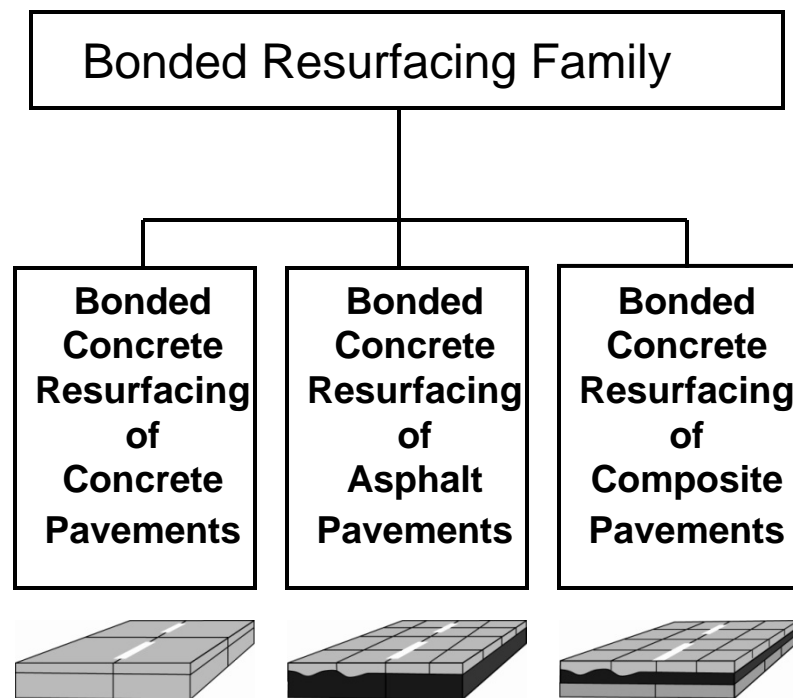 Bonded Resurfacing Family
Bonded
Concrete
Resurfacing
of
Concrete
Pavements
Bonded
Concrete
Resurfacing
of
Asphalt
Pavements
Bonded
Concrete
Resurfacing
of
Composite
Pavements